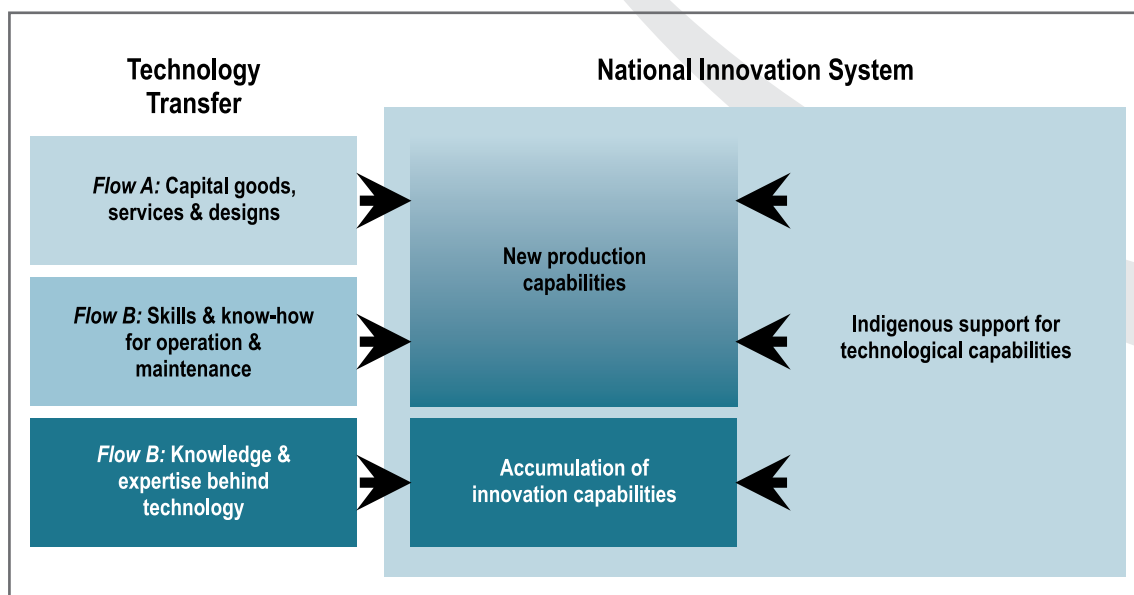 Technology
Transfer
National Innovation System
Flow A: Capital goods,
services & designs
Flow B: Skills & know-how
for operation &
maintenance
Flow B: Knowledge &
expertise behind
technology
New production
capabilities
Accumulation of
innovation capabilities
Indigenous support for
technological capabilities